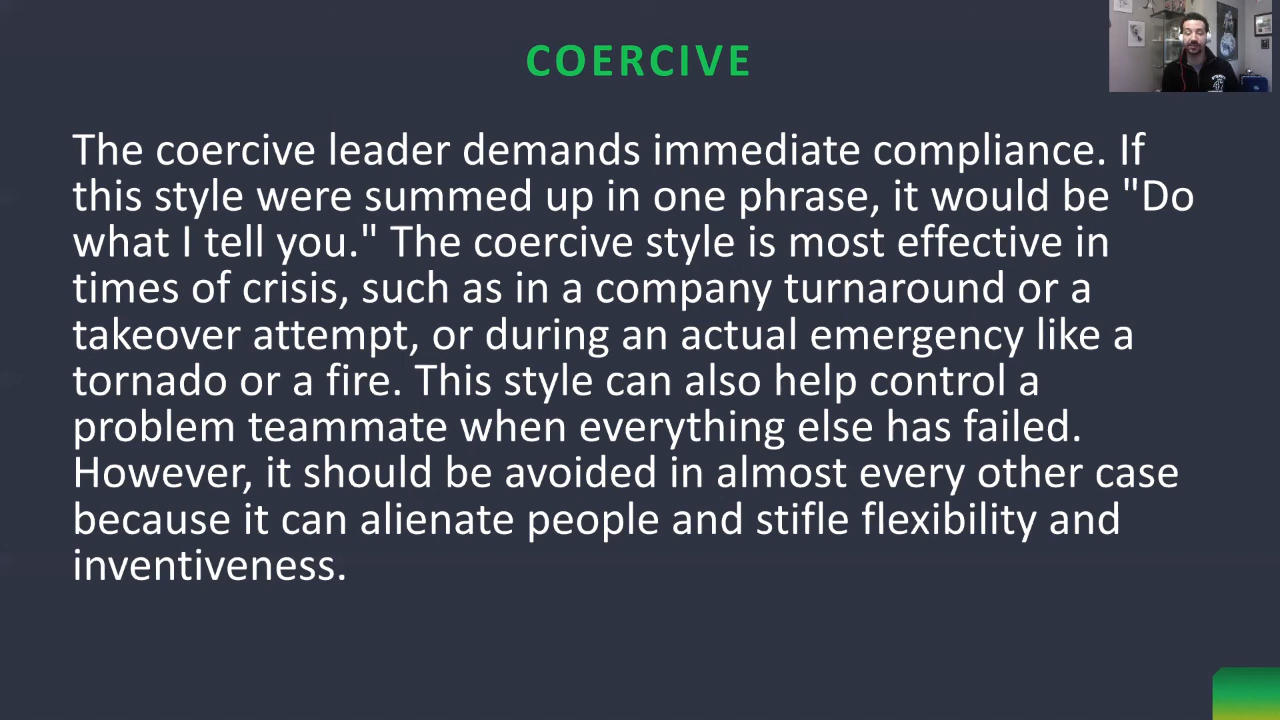 COERCIVE
The coercive leader demands immediate compliance. If
this style were summed up in one phrase, it would be "Do
what I tell you." The coercive style is most effective in
times of crisis, such as in a company turnaround or a
takeover attempt, or during an actual emergency like a
tornado or a fire. This style can also help control a
problem teammate when everything else has failed.
However, it should be avoided in almost every other case
because it can alienate people and stifle flexibility and
inventiveness.